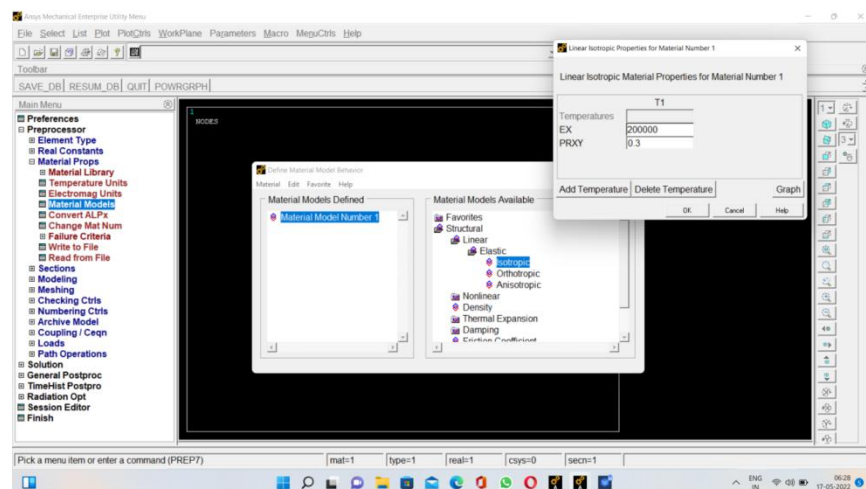 Ansys Mechanical Enterprise Utility Menu
File Select List Plot PlotCtrls WorkPlane Parameters Macro MenuCtrls Help
Toolbar
SAVE_DB RESUM_DB QUIT POWRGRPH
Main Menu
Preferences
Preprocessor
Element Type
Real Constants
Material Props
Material Library
Temperature Units
Electromag Units
Material Models
Convert ALPx
Change Mat Num
Failure Criteria
Write to File
Read from File
Sections
Modeling
Meshing
Checking Ctrls
Numbering Ctrls
Archive Model
Coupling / Ceqn
Loads
Path Operations
Solution
General Postproc
TimeHist Postpro
Radiation Opt
Session Editor
Finish
1
NODES
Define Material Model Behavior
Material Edit Favorite Help
Material Models Defined
Material Model Number 1
Material Models Available
Favorites
Structural
Linear
Elastic
Isotropic
Orthotropic
Anisotropic
Nonlinear
Density
Thermal Expansion
Damping
Friction Coefficient
Linear Isotropic Properties for Material Number 1
Linear Isotropic Material Properties for Material Number 1
T1
Temperatures
EX 200000
PRXY 0.3
Add Temperature Delete Temperature Graph
OK Cancel Help
1
3
Pick a menu item or enter a command (PREP7) mat=1 type=1 real=1 csys=0 secn=1
ENG
IN
06:28
17-05-2022